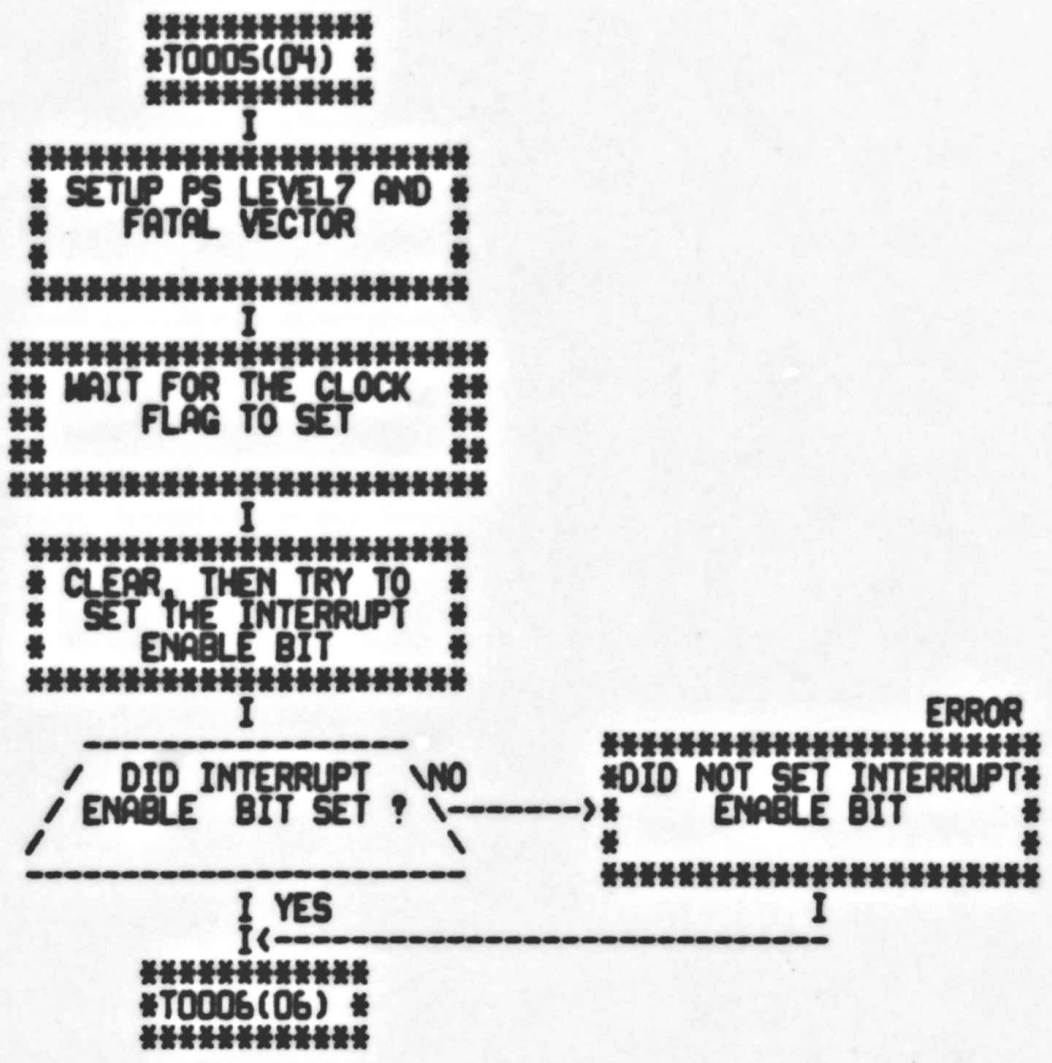 ************
*T0005(04) *
************
I
***********************
* SETUP PS LEVEL7 AND *
* FATAL VECTOR *
* *
***********************
I
*************************
** WAIT FOR THE CLOCK **
** FLAG TO SET **
** **
*************************
I
***********************
* CLEAR, THEN TRY TO *
* SET THE INTERRUPT *
* ENABLE BIT *
***********************
I
ERROR
----------------- ***********************
/ DID INTERRUPT \NO *DID NOT SET INTERRUPT*
/ ENABLE BIT SET ? \-------->* ENABLE BIT *
/ \ * *
----------------------- ***********************
I YES I
I<-----------------------------
************
*T0006(06) *
************